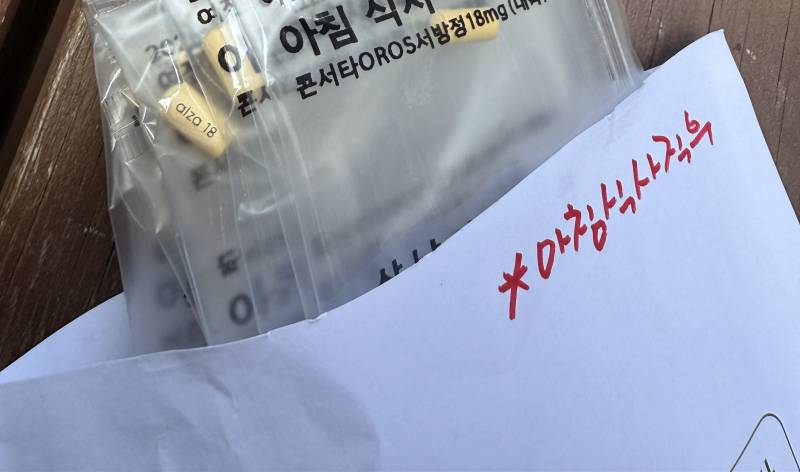 아침 식사
콘서타OROS서방정18mg(대
alza 18
*아침식사직후